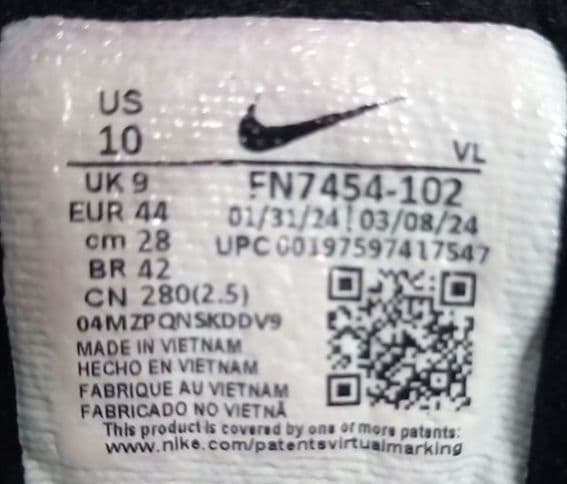 US
10
VL
UK 9
FN7454-102
EUR 44
01/31/24 | 03/08/24
cm 28
UPC 00197597417547
BR 42
CN 280(2.5)
04MZPQNSKDDV9
MADE IN VIETNAM
HECHO EN VIETNAM
FABRIQUE AU VIETNAM
FABRICADO NO VIETNÃ
This product is covered by one or more patents:
www.nike.com/patentsvirtualmarking